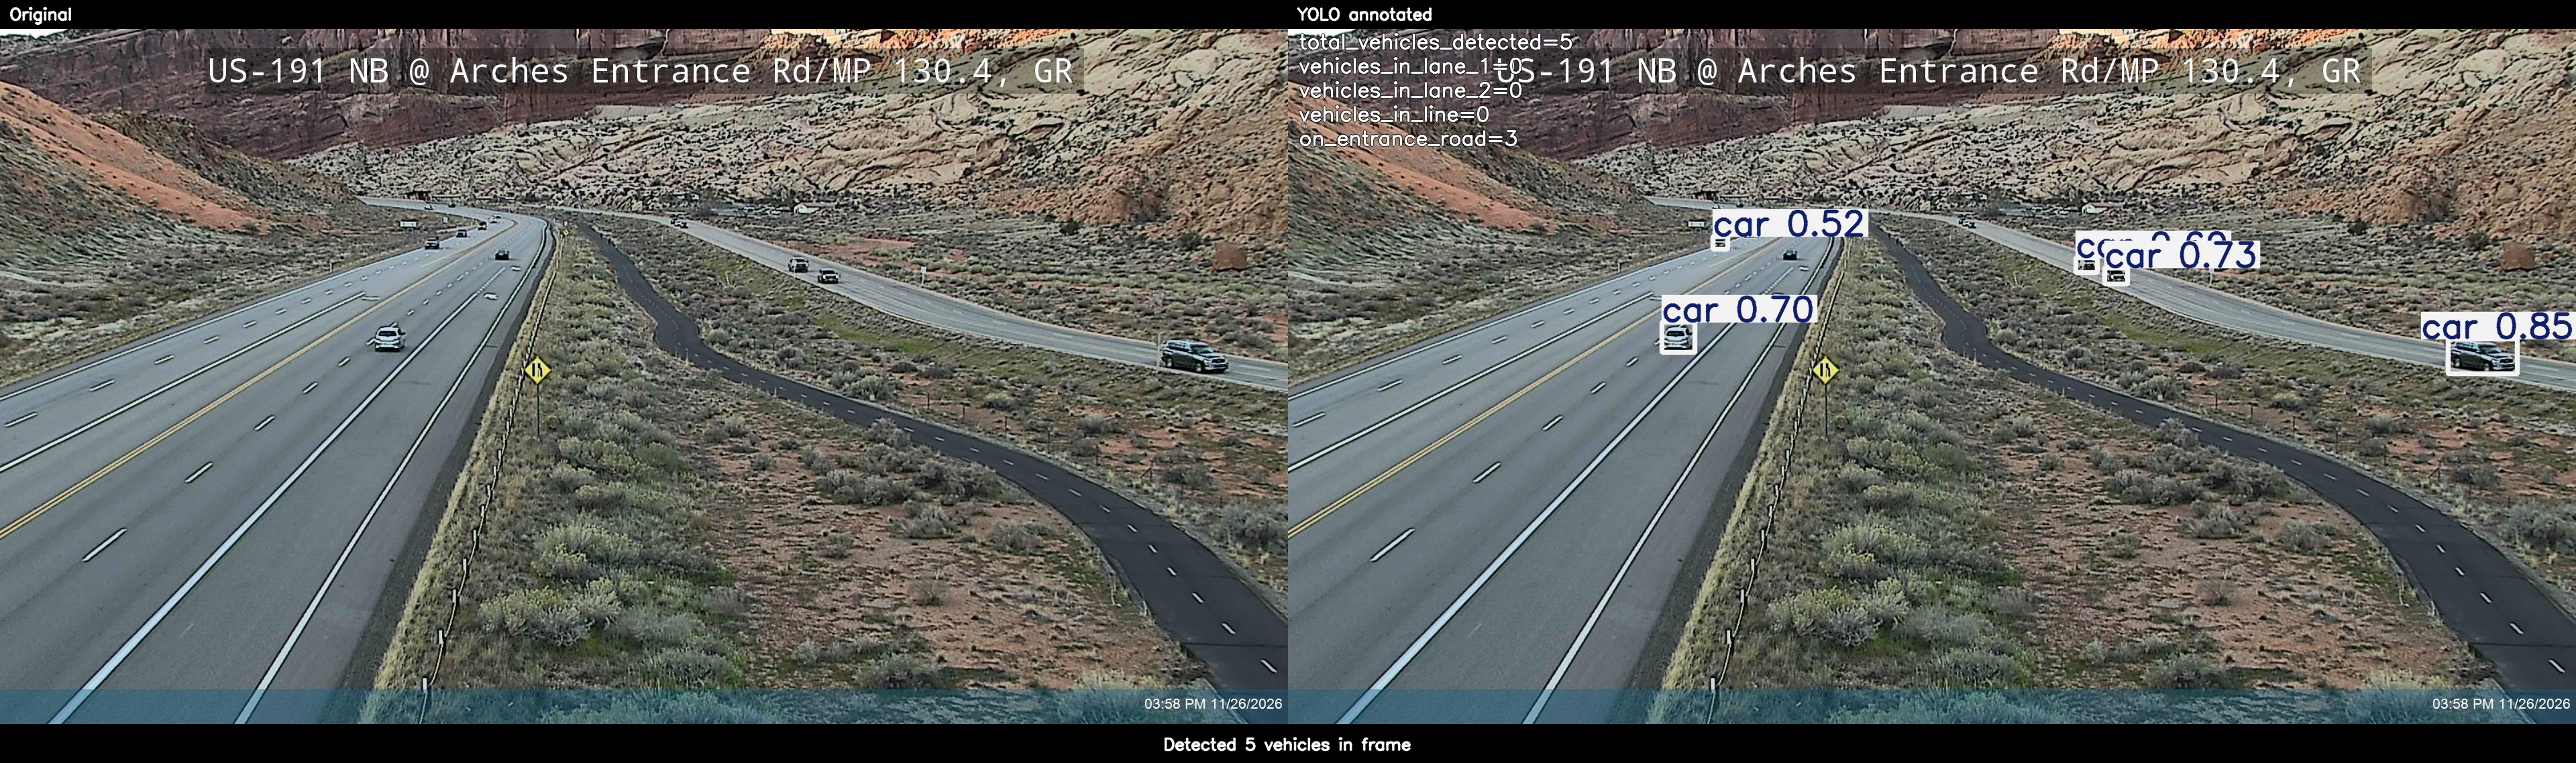 Original
US-191 NB @ Arches Entrance Rd/MP 130.4, GR
03:58 PM 11/26/2026
YOLO annotated
total_vehicles_detected=5
vehicles_in_lane_1=0
US-191 NB @ Arches Entrance Rd/MP 130.4, GR
vehicles_in_lane_2=0
vehicles_in_line=0
on_entrance_road=3
car 0.52
car 0.73
car 0.70
car 0.85
03:58 PM 11/26/2026
Detected 5 vehicles in frame